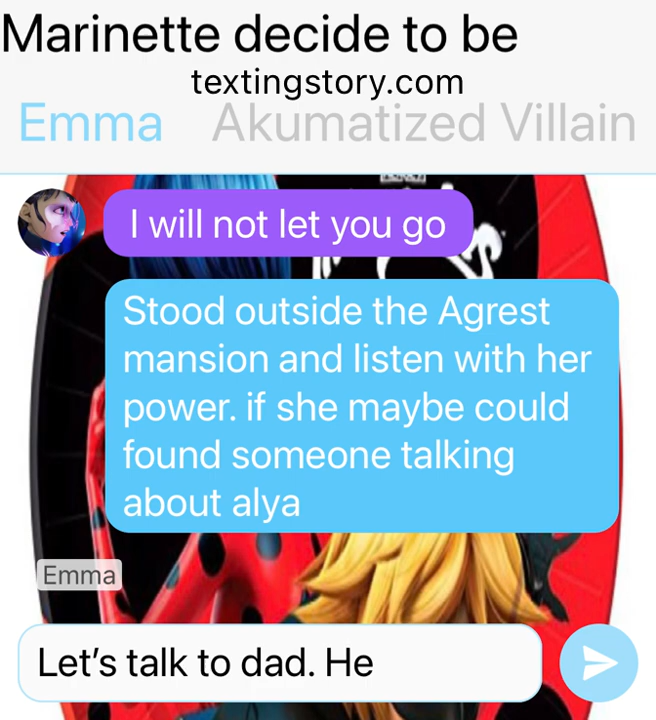 Marinette decide to be
textingstory.com
Emma Akumatized Villain
I will not let you go
Stood outside the Agrest
mansion and listen with her
power. if she maybe could
found someone talking
about alya
Emma
Let’s talk to dad. He